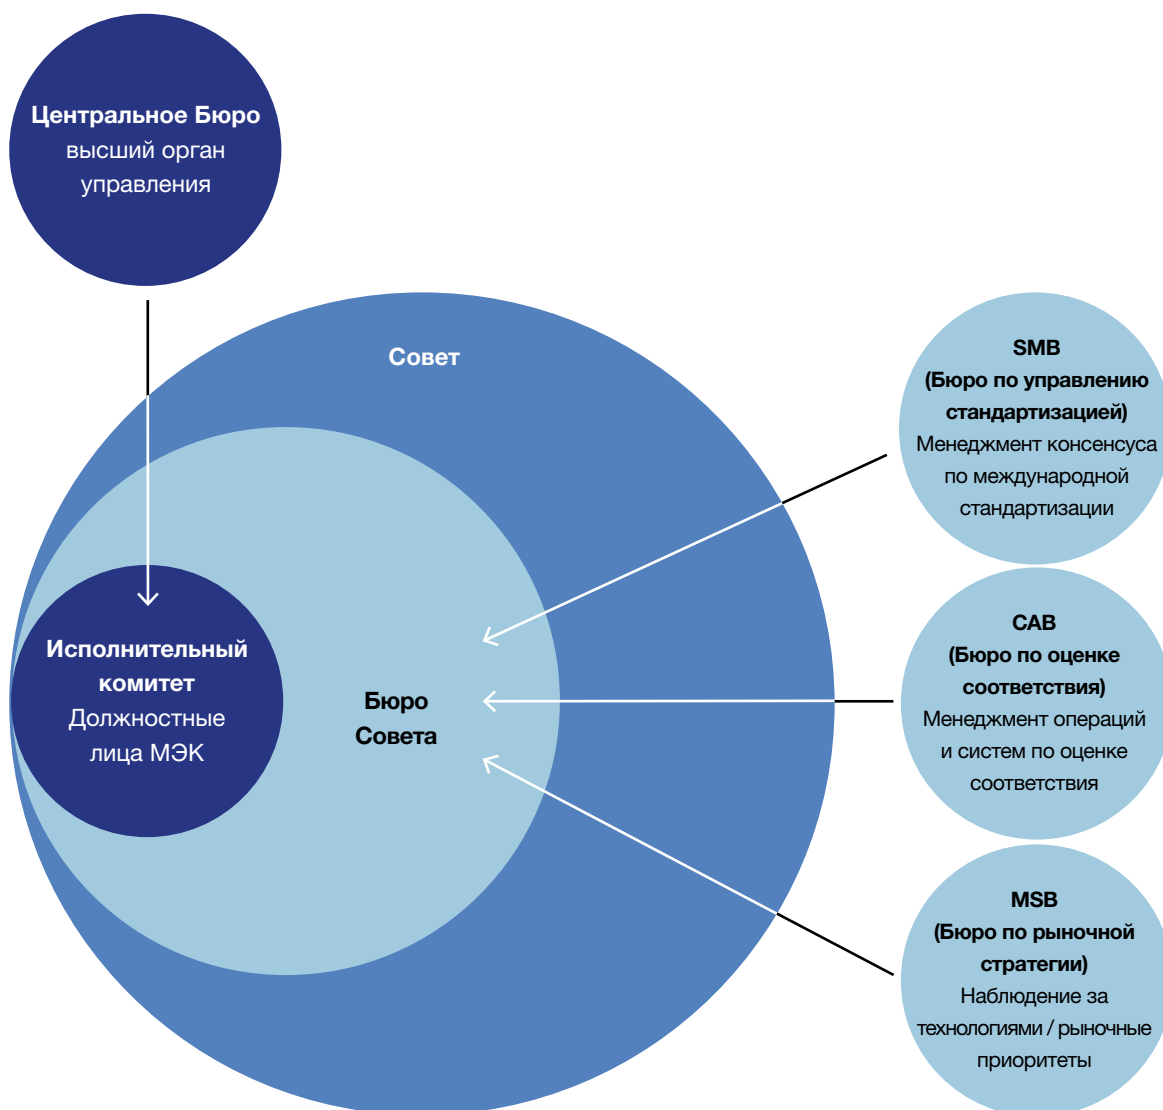 Центральное Бюро
высший орган
управления
Совет
Исполнительный
комитет
Должностные
лица МЭК
Бюро
Совета
SMB
(Бюро по управлению
стандартизацией)
Менеджмент консенсуса
по международной
стандартизации
CAB
(Бюро по оценке
соответствия)
Менеджмент операций
и систем по оценке
соответствия
MSB
(Бюро по рыночной
стратегии)
Наблюдение за
технологиями / рыночные
приоритеты